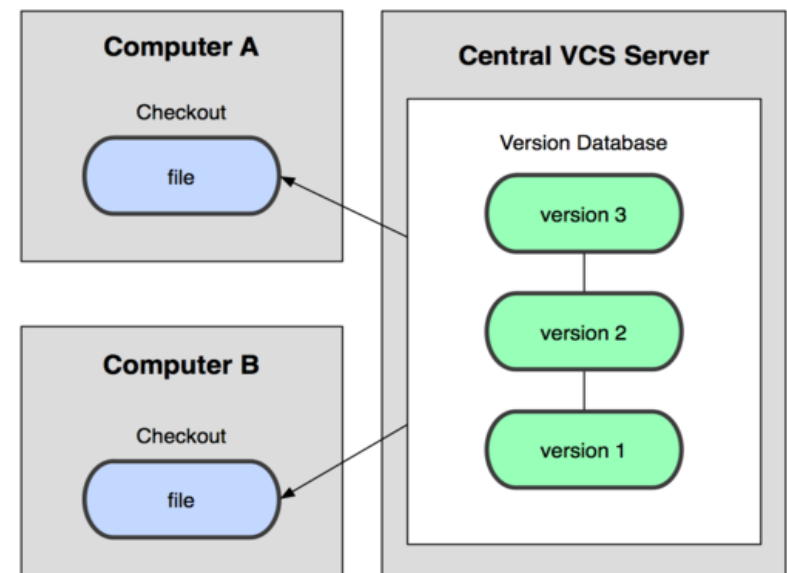 Computer A
Checkout
file
Computer B
Checkout
file
Central VCS Server
Version Database
version 3
version 2
version 1